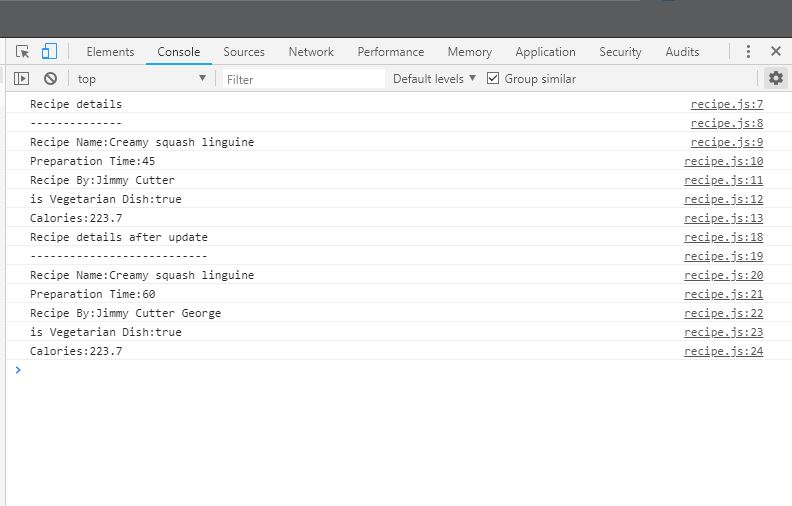 Elements Console Sources Network Performance Memory Application Security Audits
top Filter Default levels Group similar
Recipe details recipe.js:7
-------------- recipe.js:8
Recipe Name:Creamy squash linguine recipe.js:9
Preparation Time:45 recipe.js:10
Recipe By:Jimmy Cutter recipe.js:11
is Vegetarian Dish:true recipe.js:12
Calories:223.7 recipe.js:13
Recipe details after update recipe.js:18
--------------------------- recipe.js:19
Recipe Name:Creamy squash linguine recipe.js:20
Preparation Time:60 recipe.js:21
Recipe By:Jimmy Cutter George recipe.js:22
is Vegetarian Dish:true recipe.js:23
Calories:223.7 recipe.js:24